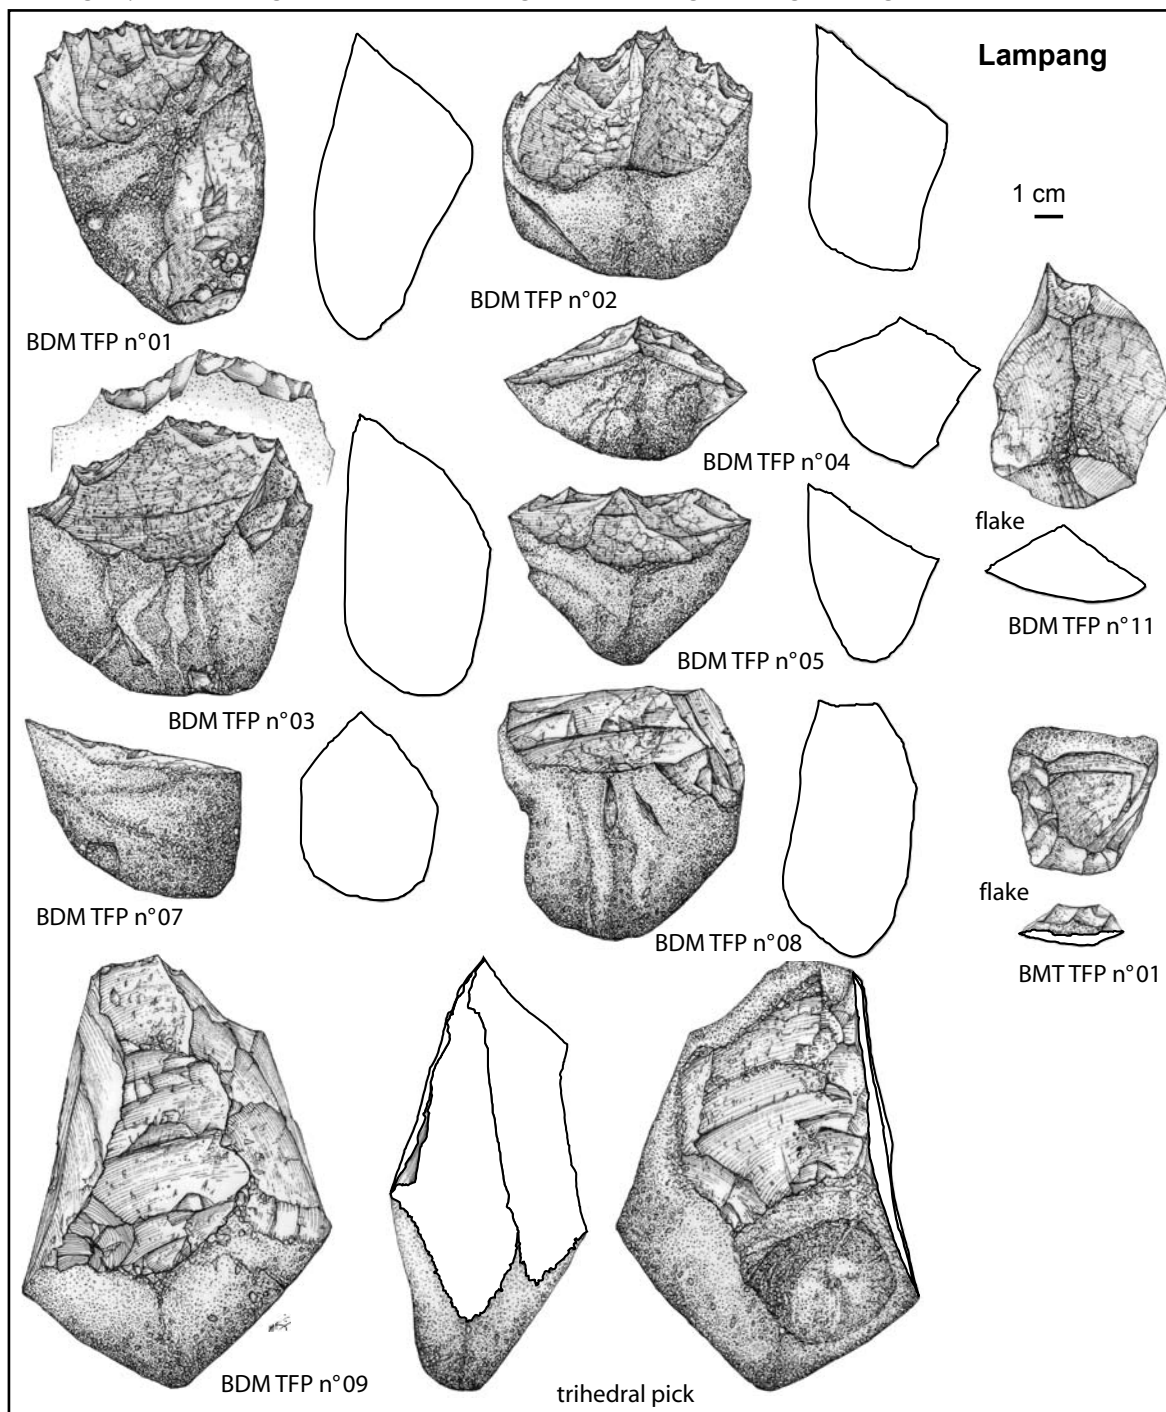 Lampang
1 cm
BDM TFP n°01
BDM TFP n°02
BDM TFP n°04
flake
BDM TFP n°11
BDM TFP n°05
BDM TFP n°03
BDM TFP n°07
BDM TFP n°08
flake
BMT TFP n°01
BDM TFP n°09
trihedral pick